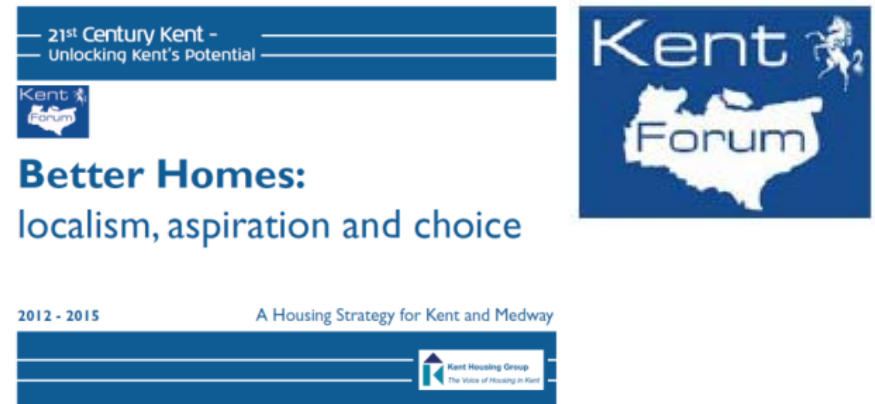 21st Century Kent -
Unlocking Kent's Potential
Kent
Forum
Better Homes:
localism, aspiration and choice
2012 - 2015 A Housing Strategy for Kent and Medway
Kent Housing Group
The Voice of Housing in Kent
Kent
Forum